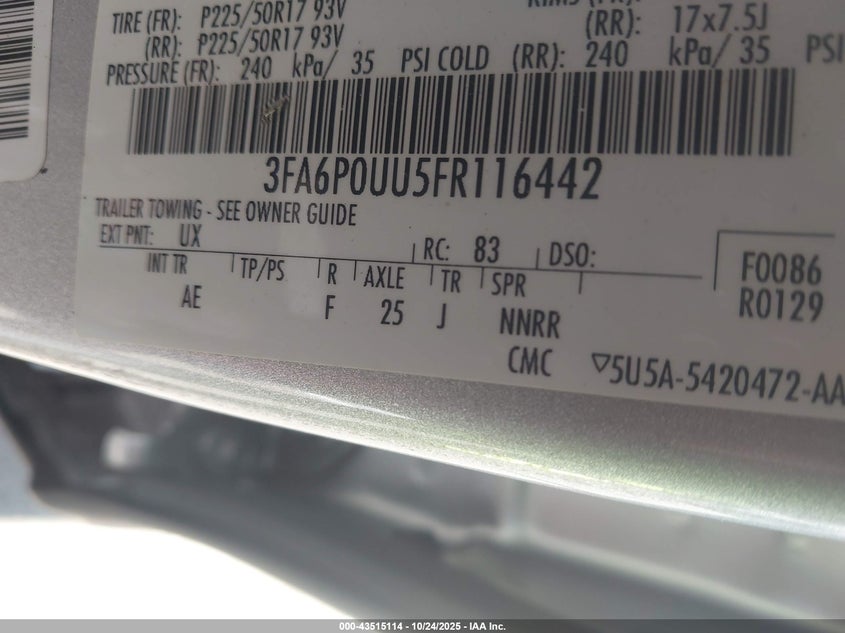 TIRE (FR): P225/50R17 93V
(RR): P225/50R17 93V (RR): 17x7.5J
PRESSURE (FR): 240 kPa/ 35 PSI COLD (RR): 240 kPa/ 35 PSI
3FA6P0UU5FR116442
TRAILER TOWING - SEE OWNER GUIDE
EXT PNT: UX RC: 83 DSO:
INT TR TP/PS R AXLE TR SPR F0086
AE F 25 J NNRR R0129
CMC ▽5U5A-5420472-AA
000-43515114 - 10/24/2025 - IAA Inc.